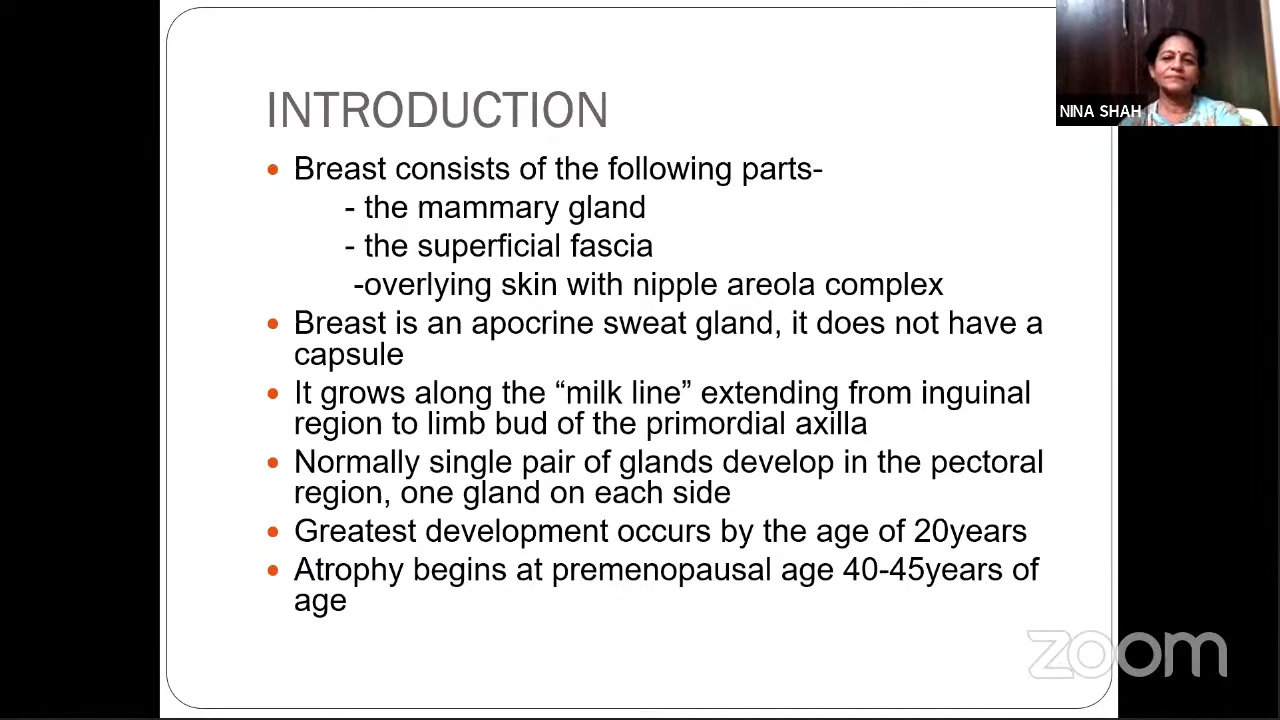 INTRODUCTION
• Breast consists of the following parts-
- the mammary gland
- the superficial fascia
-overlying skin with nipple areola complex
• Breast is an apocrine sweat gland, it does not have a
capsule
• It grows along the “milk line” extending from inguinal
region to limb bud of the primordial axilla
• Normally single pair of glands develop in the pectoral
region, one gland on each side
• Greatest development occurs by the age of 20years
• Atrophy begins at premenopausal age 40-45years of
age
NINA SHAH
zoom